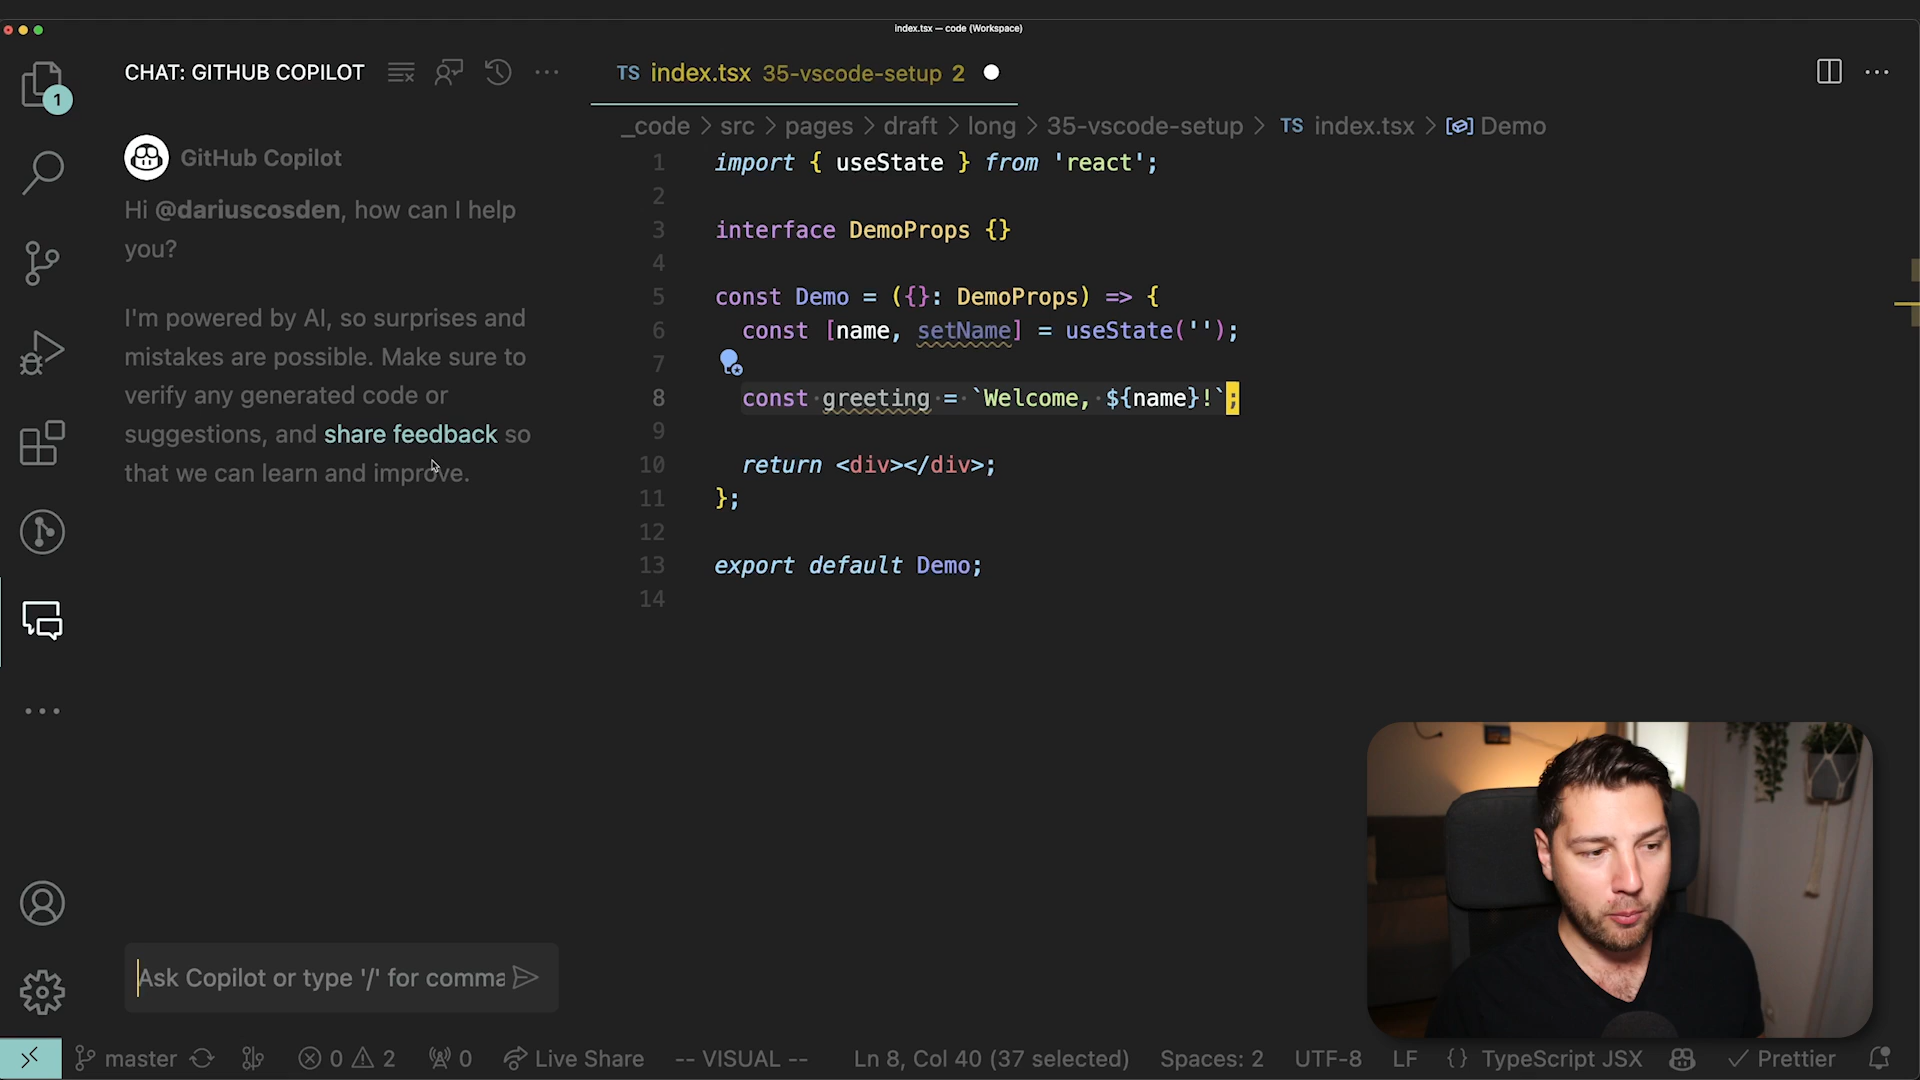 index.tsx — code (Workspace)
CHAT: GITHUB COPILOT
TS index.tsx 35-vscode-setup 2
1
_code > src > pages > draft > long > 35-vscode-setup > TS index.tsx > Demo
GitHub Copilot
Hi @dariuscosden, how can I help
you?
I'm powered by AI, so surprises and
mistakes are possible. Make sure to
verify any generated code or
suggestions, and share feedback so
that we can learn and improve.
Ask Copilot or type '/' for comma
1 import { useState } from 'react';
2
3 interface DemoProps {}
4
5 const Demo = ({}: DemoProps) => {
6 const [name, setName] = useState('');
7
8 const greeting = `Welcome, ${name}!`;
9
10 return <div></div>;
11 };
12
13 export default Demo;
14
master 0 2 0 Live Share -- VISUAL -- Ln 8, Col 40 (37 selected) Spaces: 2 UTF-8 LF {} TypeScript JSX Prettier